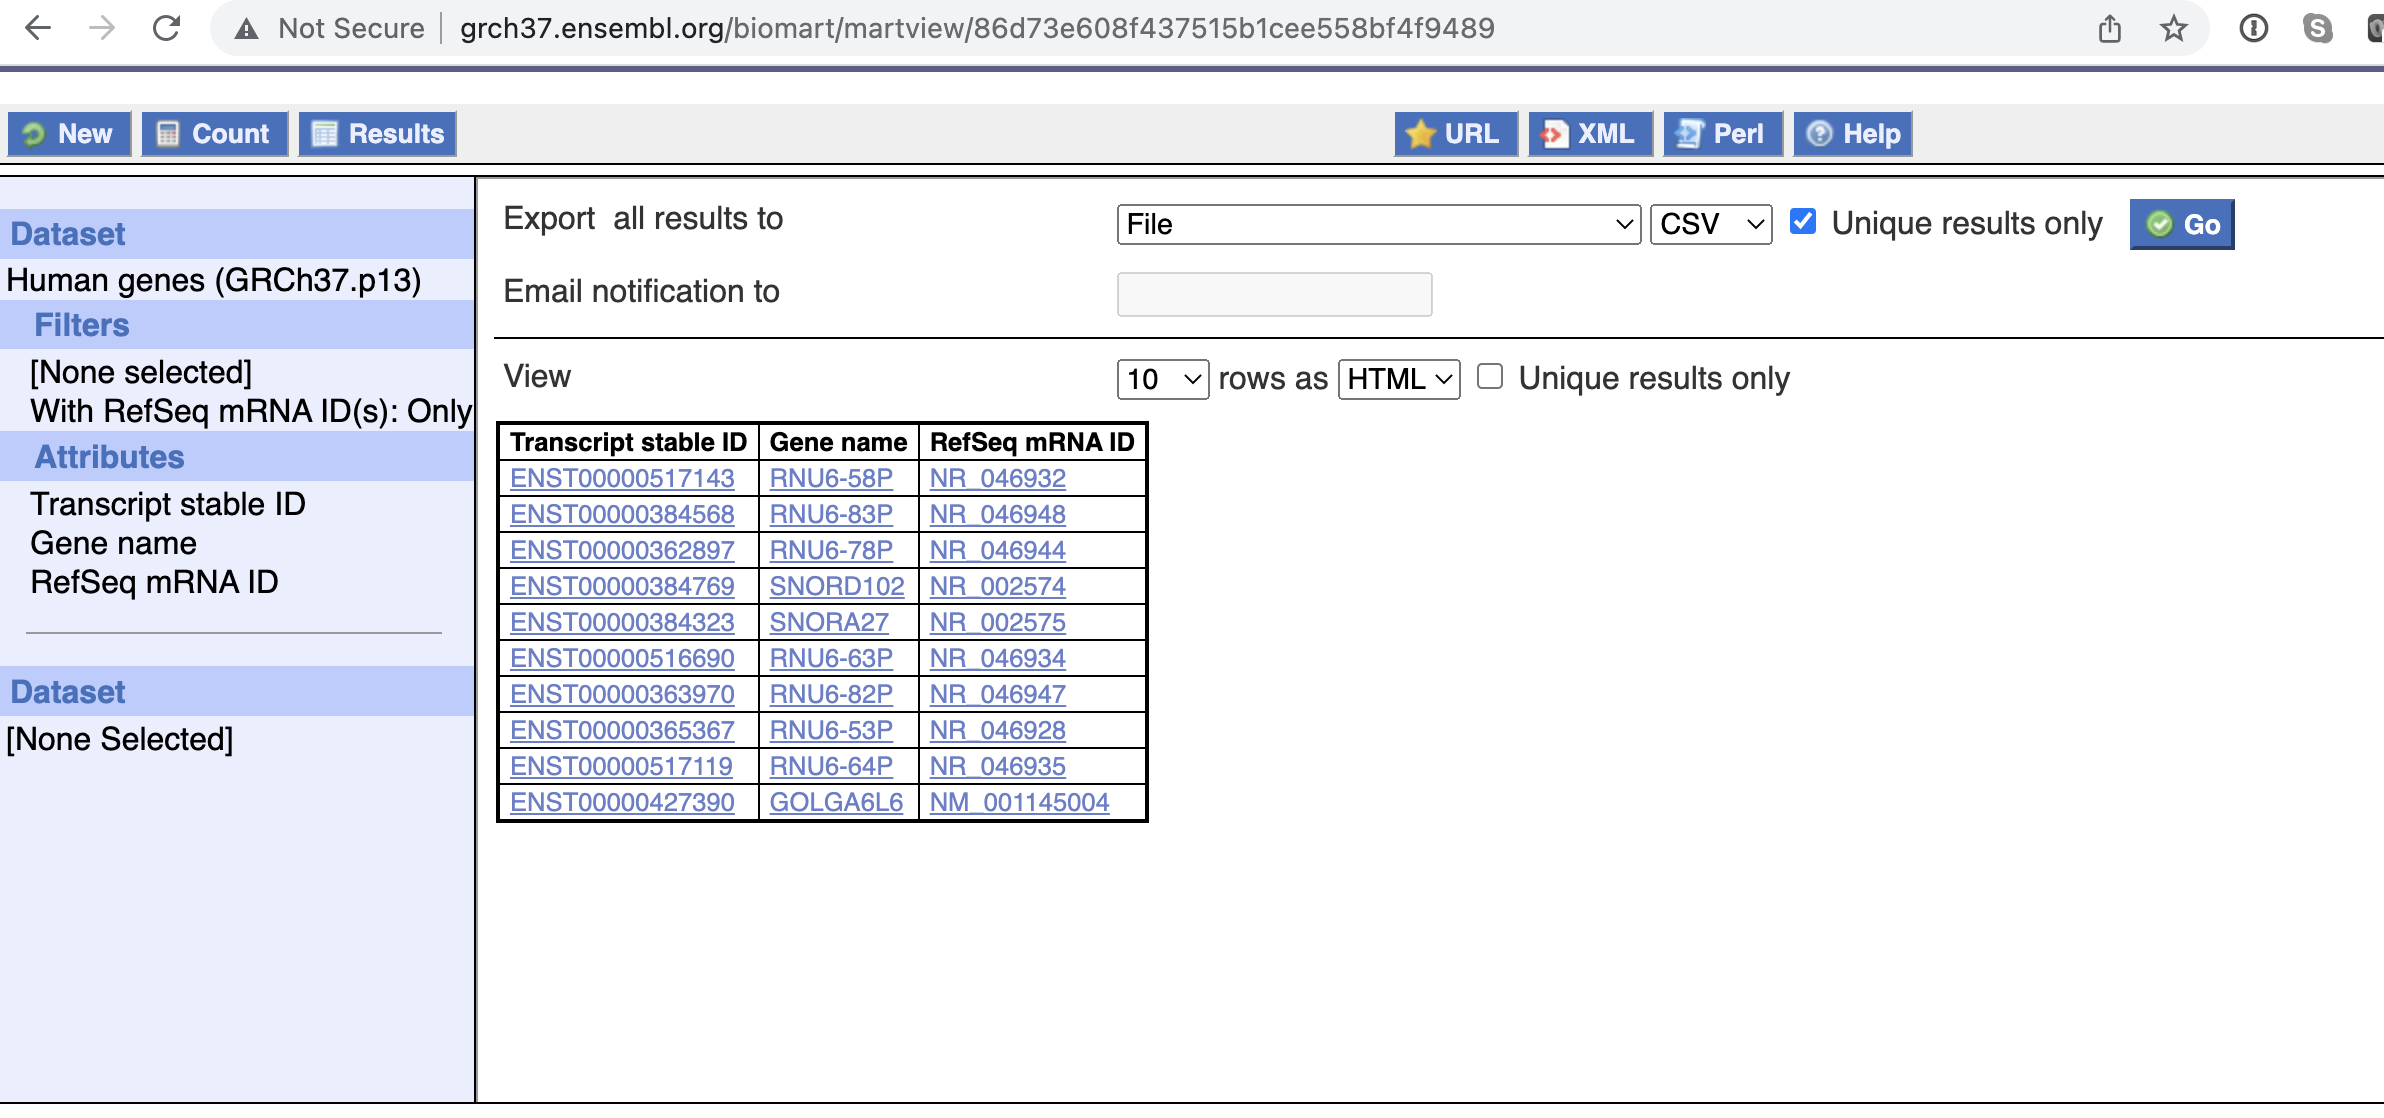 Not Secure grch37.ensembl.org/biomart/martview/86d73e608f437515b1cee558bf4f9489
New Count Results URL XML Perl Help
Dataset
Human genes (GRCh37.p13)
Filters
[None selected]
With RefSeq mRNA ID(s): Only
Attributes
Transcript stable ID
Gene name
RefSeq mRNA ID
Dataset
[None Selected]
Export all results to File CSV Unique results only Go
Email notification to
View 10 rows as HTML Unique results only
Transcript stable ID Gene name RefSeq mRNA ID
ENST00000517143 RNU6-58P NR_046932
ENST00000384568 RNU6-83P NR_046948
ENST00000362897 RNU6-78P NR_046944
ENST00000384769 SNORD102 NR_002574
ENST00000384323 SNORA27 NR_002575
ENST00000516690 RNU6-63P NR_046934
ENST00000363970 RNU6-82P NR_046947
ENST00000365367 RNU6-53P NR_046928
ENST00000517119 RNU6-64P NR_046935
ENST00000427390 GOLGA6L6 NM_001145004